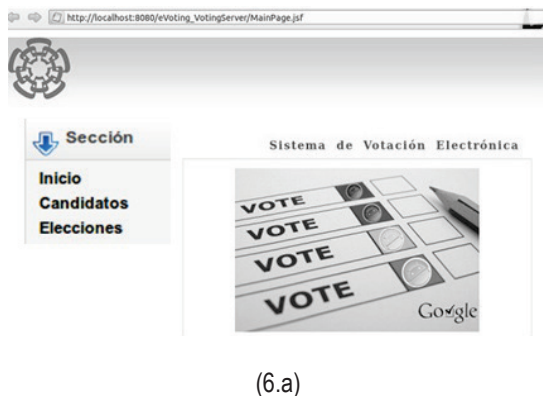 http://localhost:8080/eVoting_VotingServer/MainPage.jsf
Sección
Sistema de Votación Electrónica
Inicio
Candidatos
Elecciones
VOTE
VOTE
VOTE
VOTE
Google
(6.a)